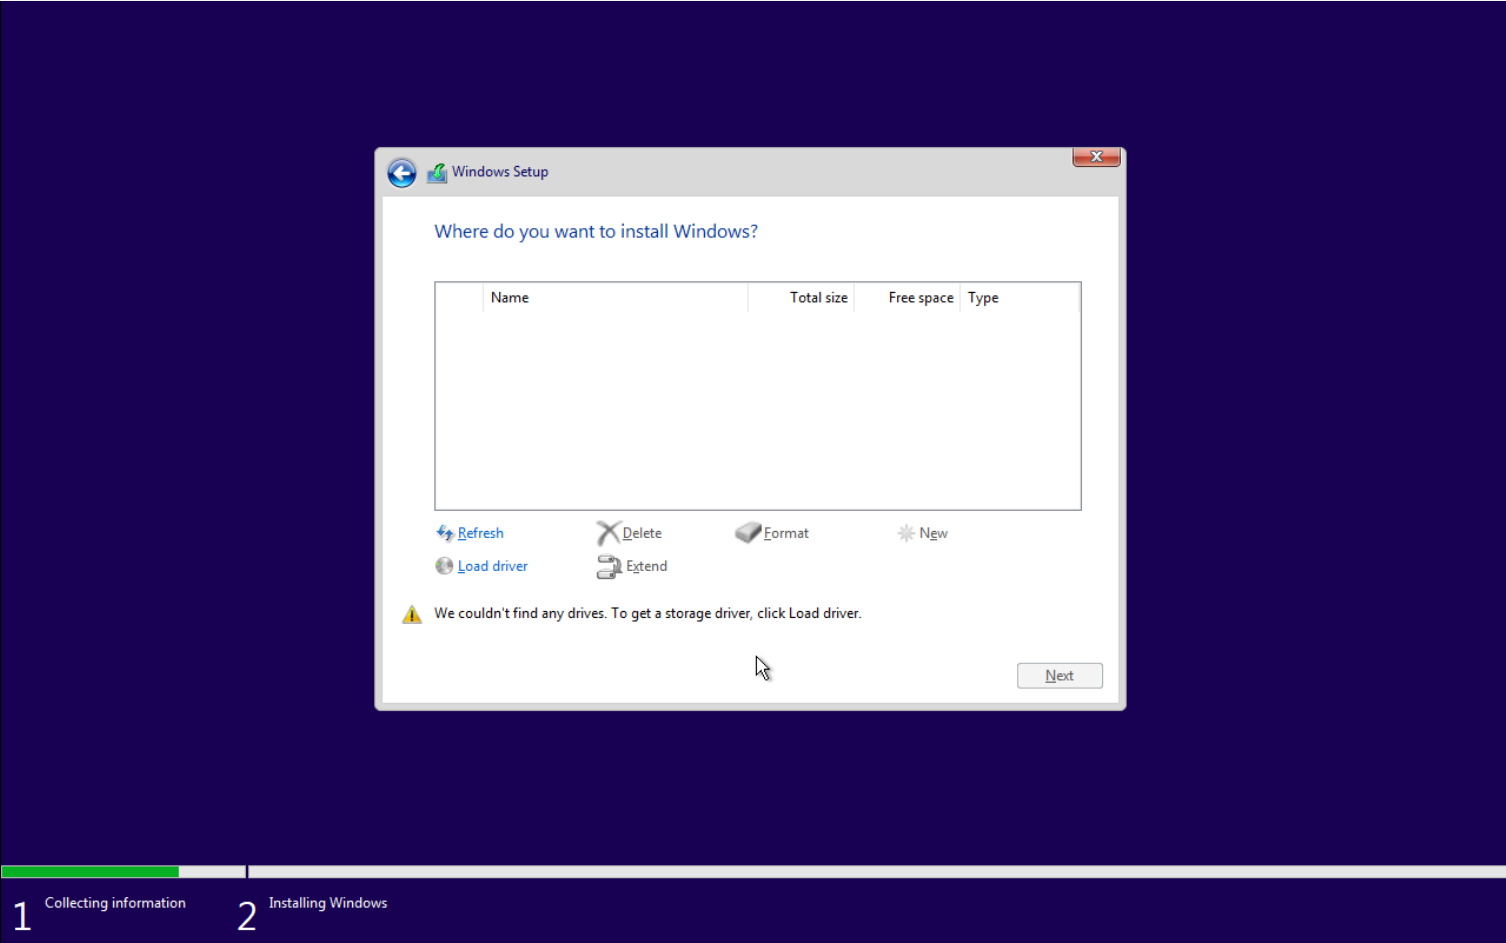 Windows Setup
x
Where do you want to install Windows?
Name Total size Free space Type
Refresh Delete Format New
Load driver Extend
We couldn't find any drives. To get a storage driver, click Load driver.
Next
1 Collecting information 2 Installing Windows